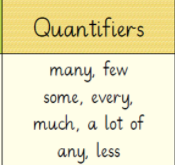 Quantifiers
many, few
some, every,
much, a lot of
any, less